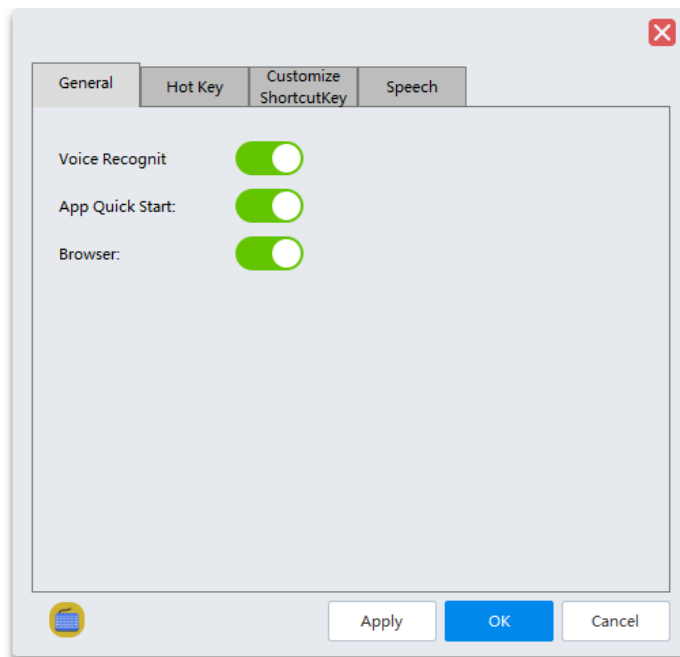 General
Hot Key
Customize
ShortcutKey
Speech
Voice Recognit
App Quick Start:
Browser:
Apply
OK
Cancel